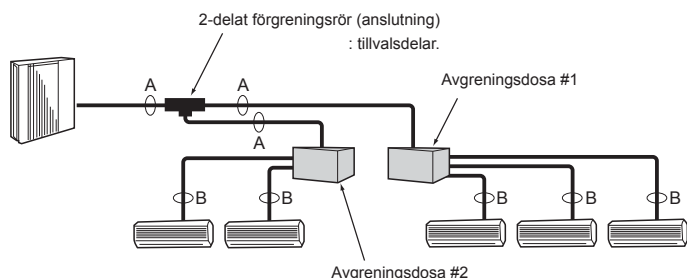 2-delat förgreningsrör (anslutning)
: tillvalsdelar.
Avgreningsdosa #1
A
A
A
B
B
B
B
B
Avgreningsdosa #2